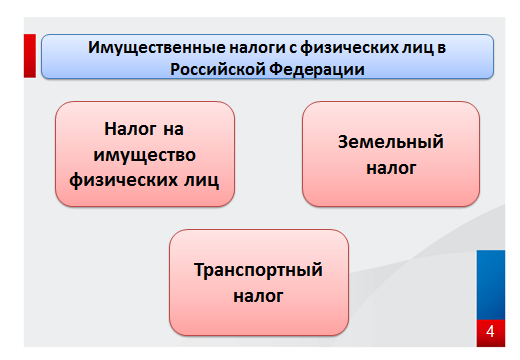 Имущественные налоги с физических лиц в
Российской Федерации
Налог на
имущество
физических лиц
Земельный
налог
Транспортный
налог
4